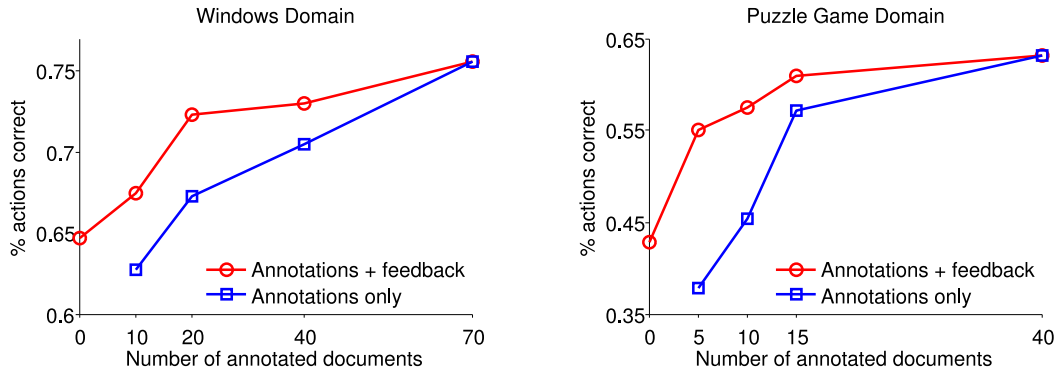 Windows Domain
% actions correct
0.75
0.7
0.65
0.6
Annotations + feedback
Annotations only
0 10 20 40 70
Number of annotated documents
Puzzle Game Domain
% actions correct
0.65
0.55
0.45
0.35
Annotations + feedback
Annotations only
0 5 10 15 40
Number of annotated documents